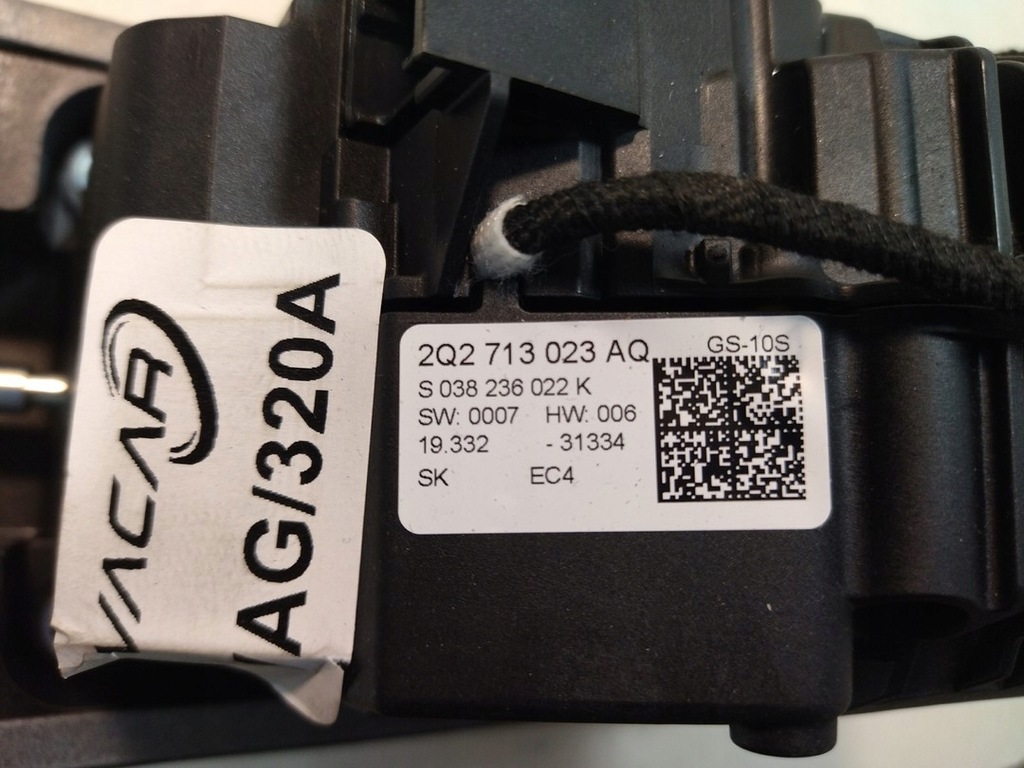 VACAR
AG/320A
2Q2 713 023 AQ
GS-10S
S 038 236 022 K
SW: 0007 HW: 006
19.332 - 31334
SK EC4